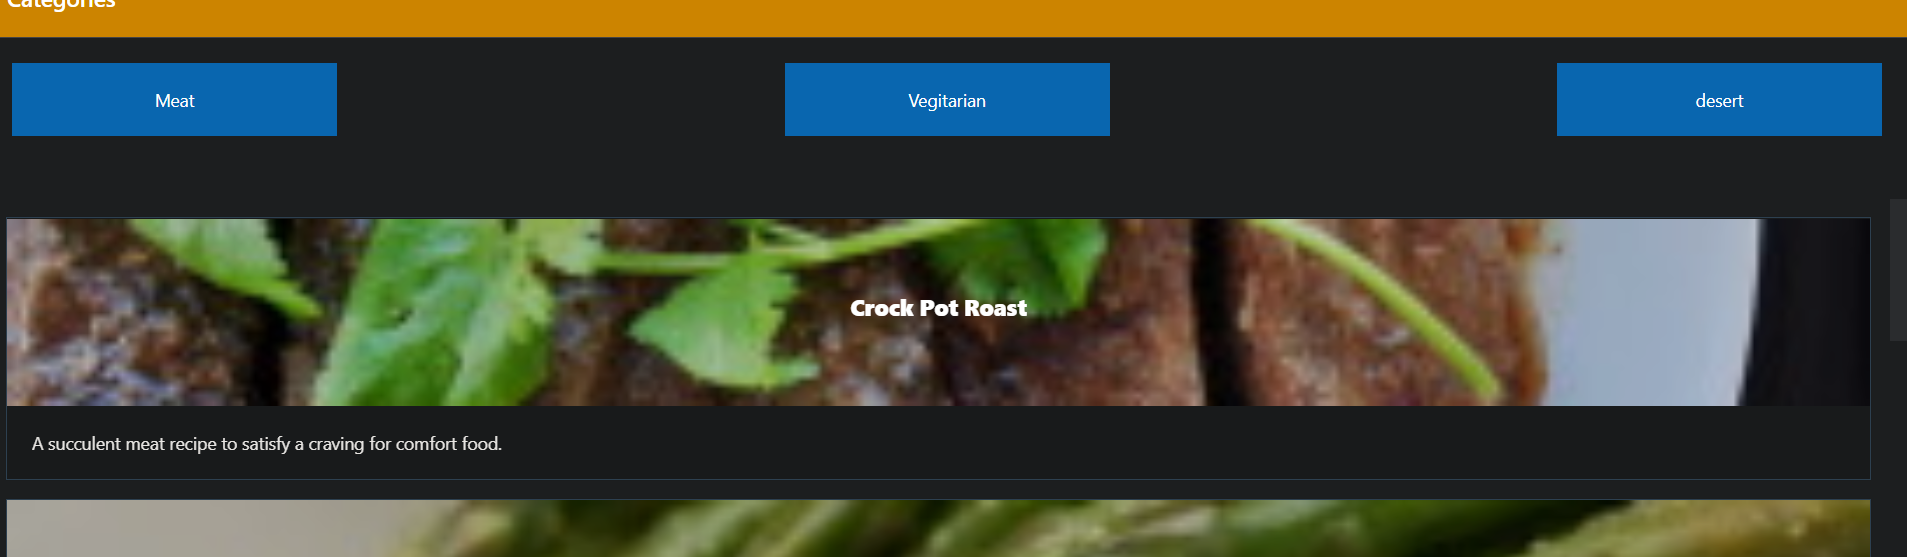 Categories
Meat
Vegitarian
desert
Crock Pot Roast
A succulent meat recipe to satisfy a craving for comfort food.